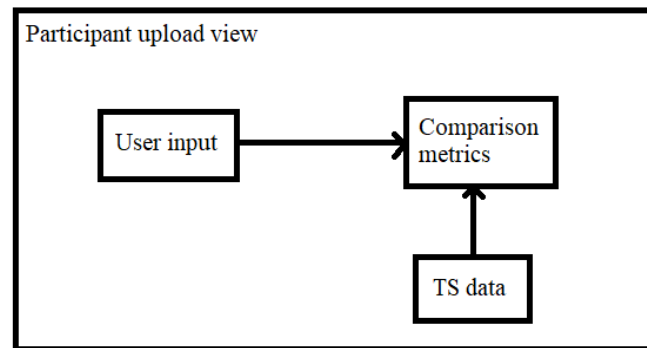 Participant upload view
User input
Comparison
metrics
TS data